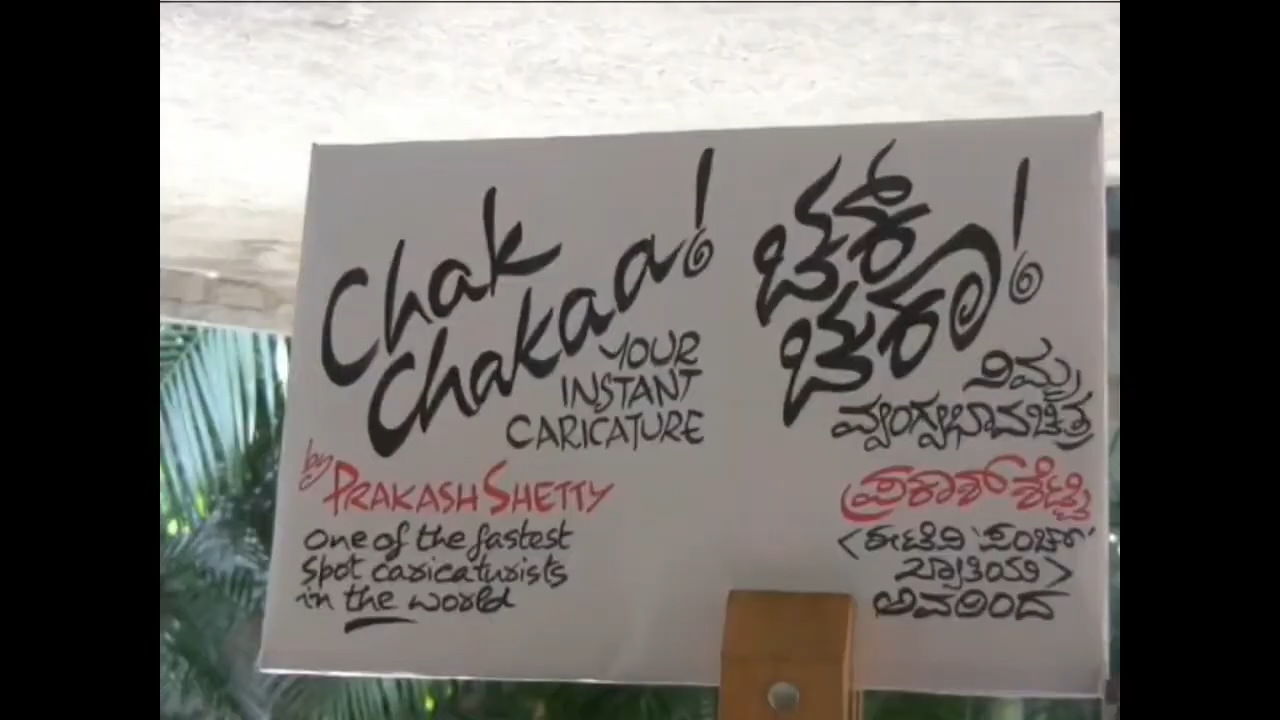 Chak
Chakaa!
YOUR
INSTANT
CARICATURE
by PRAKASH SHETTY
one of the fastest
spot caricaturists
in the world
ಚಕ್
ಚಕಾ!
ನಿಮ್ಮ
ವ್ಯಂಗ್ಯಭಾವಚಿತ್ರ
ಪ್ರಕಾಶ್ ಶೆಟ್ಟಿ
<ಈಟಿವಿ 'ಪಂಚ್'
ಖ್ಯಾತಿಯ>
ಅವರಿಂದ